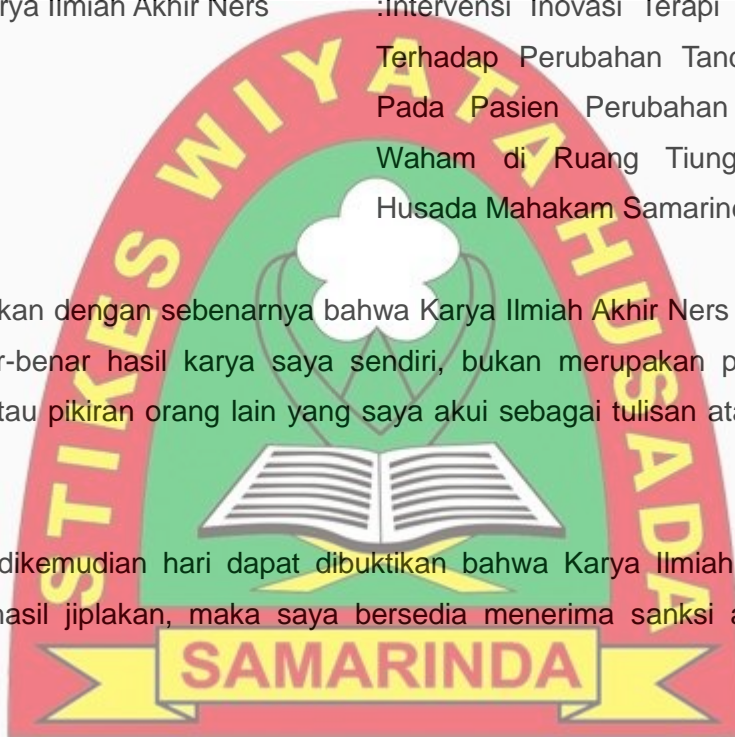 rya Ilmiah Akhir Ners :Intervensi Inovasi Terapi
Terhadap Perubahan Tand
Pada Pasien Perubahan
Waham di Ruang Tiung
Husada Mahakam Samarind
kan dengan sebenarnya bahwa Karya Ilmiah Akhir Ners
r-benar hasil karya saya sendiri, bukan merupakan p
tau pikiran orang lain yang saya akui sebagai tulisan ata
dikemudian hari dapat dibuktikan bahwa Karya Ilmiah
hasil jiplakan, maka saya bersedia menerima sanksi a
STIKES WIYATA HUSADA
SAMARINDA